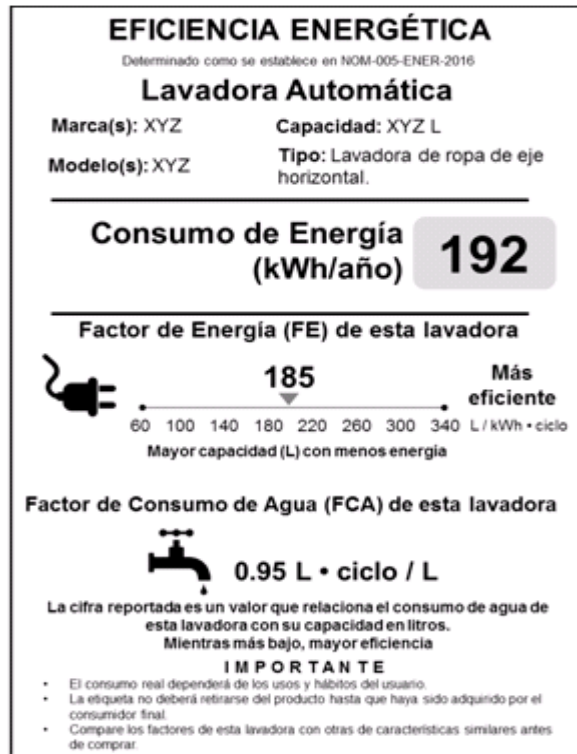 EFICIENCIA ENERGÉTICA
Determinado como se establece en NOM-005-ENER-2016
Lavadora Automática
Marca(s): XYZ Capacidad: XYZ L
Modelo(s): XYZ Tipo: Lavadora de ropa de eje
horizontal.
Consumo de Energía
(kWh/año) 192
Factor de Energía (FE) de esta lavadora
185
Más
eficiente
60 100 140 180 220 260 300 340 L / kWh • ciclo
Mayor capacidad (L) con menos energía
Factor de Consumo de Agua (FCA) de esta lavadora
0.95 L • ciclo / L
La cifra reportada es un valor que relaciona el consumo de agua de
esta lavadora con su capacidad en litros.
Mientras más bajo, mayor eficiencia
IMPORTANTE
• El consumo real dependerá de los usos y hábitos del usuario.
• La etiqueta no deberá retirarse del producto hasta que haya sido adquirido por el
consumidor final.
• Compare los factores de esta lavadora con otras de características similares antes
de comprar.